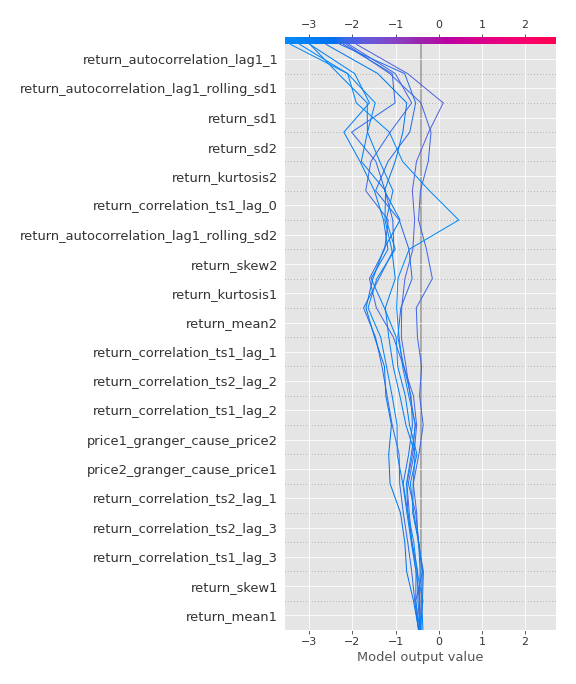 −3 −2 −1 0 1 2
return_autocorrelation_lag1_1
return_autocorrelation_lag1_rolling_sd1
return_sd1
return_sd2
return_kurtosis2
return_correlation_ts1_lag_0
return_autocorrelation_lag1_rolling_sd2
return_skew2
return_kurtosis1
return_mean2
return_correlation_ts1_lag_1
return_correlation_ts2_lag_2
return_correlation_ts1_lag_2
price1_granger_cause_price2
price2_granger_cause_price1
return_correlation_ts2_lag_1
return_correlation_ts2_lag_3
return_correlation_ts1_lag_3
return_skew1
return_mean1
−3 −2 −1 0 1 2
Model output value